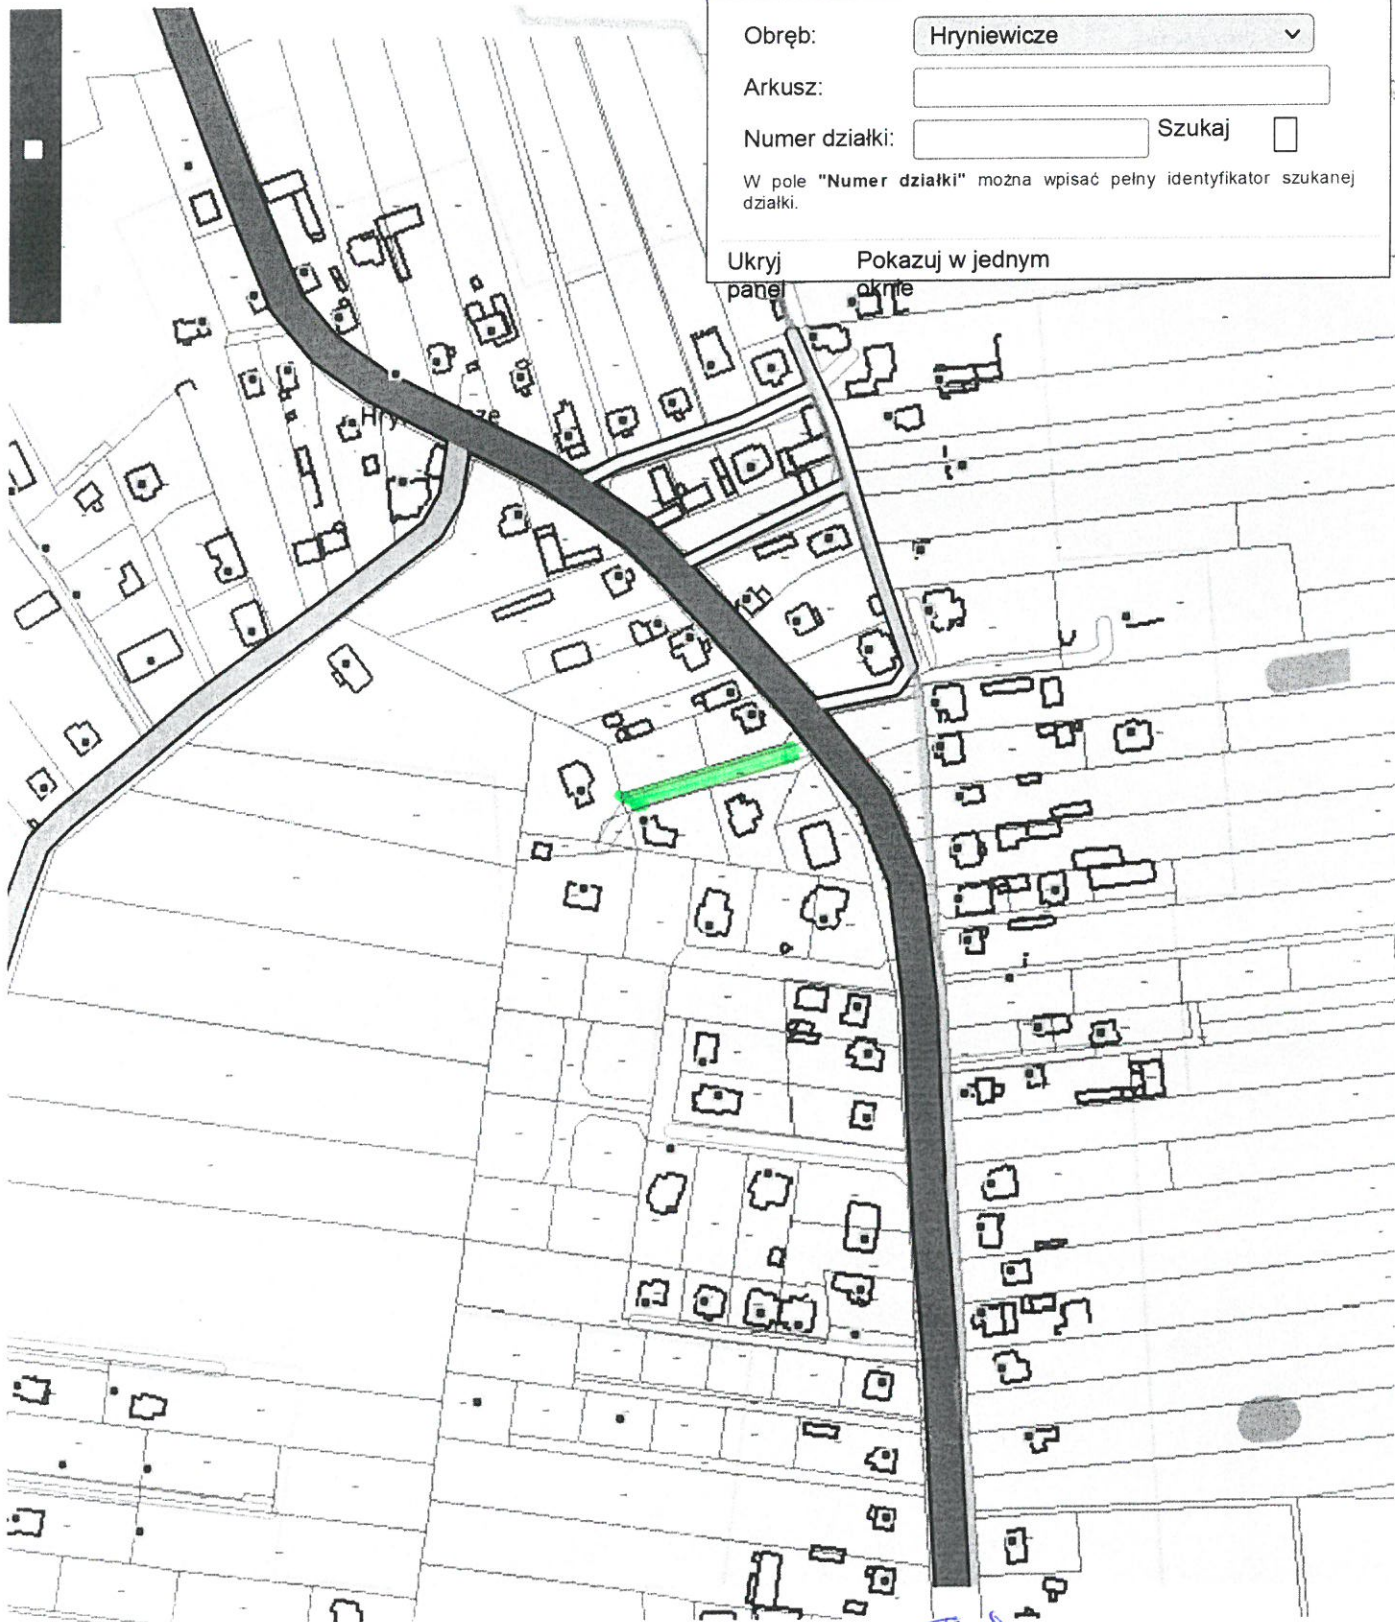 Obręb: Hryniewicze
Arkusz:
Numer działki: Szukaj
W pole "Numer działki" można wpisać pełny identyfikator szukanej
działki.
Ukryj Pokazuj w jednym
panel oknie